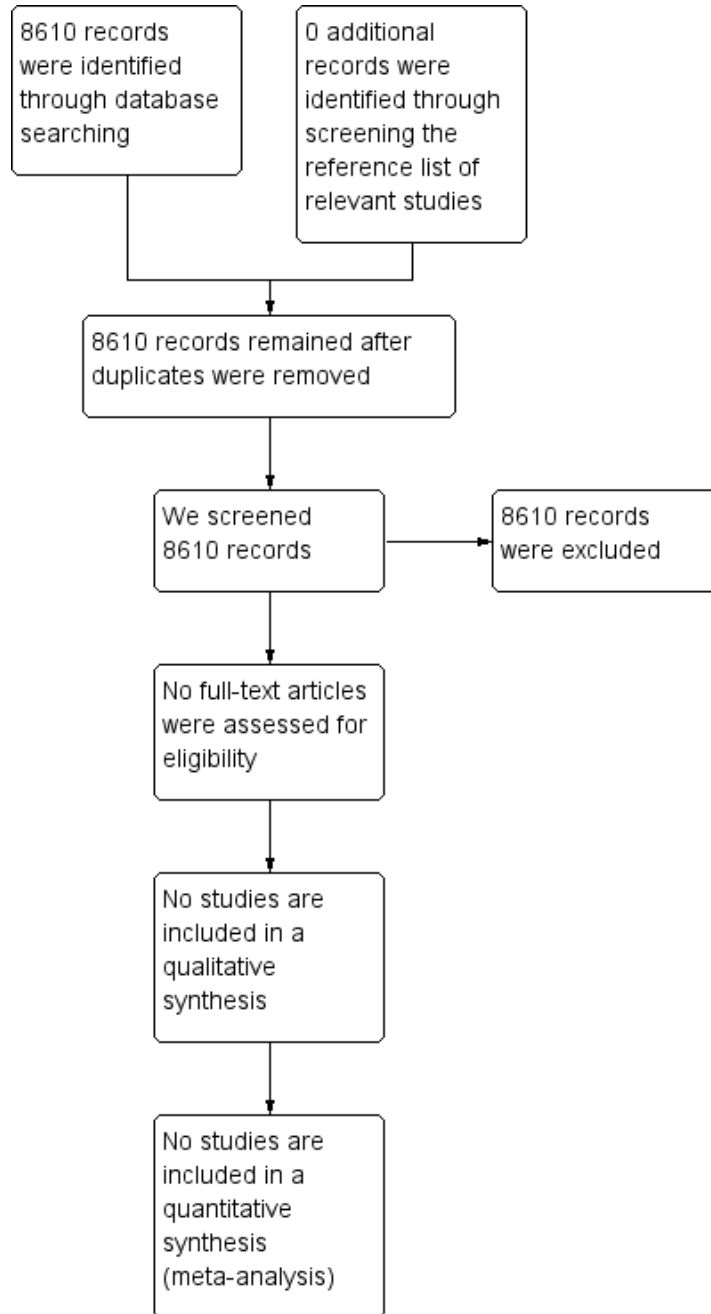 8610 records
were identified
through database
searching
0 additional
records were
identified through
screening the
reference list of
relevant studies
8610 records remained after
duplicates were removed
We screened
8610 records
8610 records
were excluded
No full-text articles
were assessed for
eligibility
No studies are
included in a
qualitative
synthesis
No studies are
included in a
quantitative
synthesis
(meta-analysis)